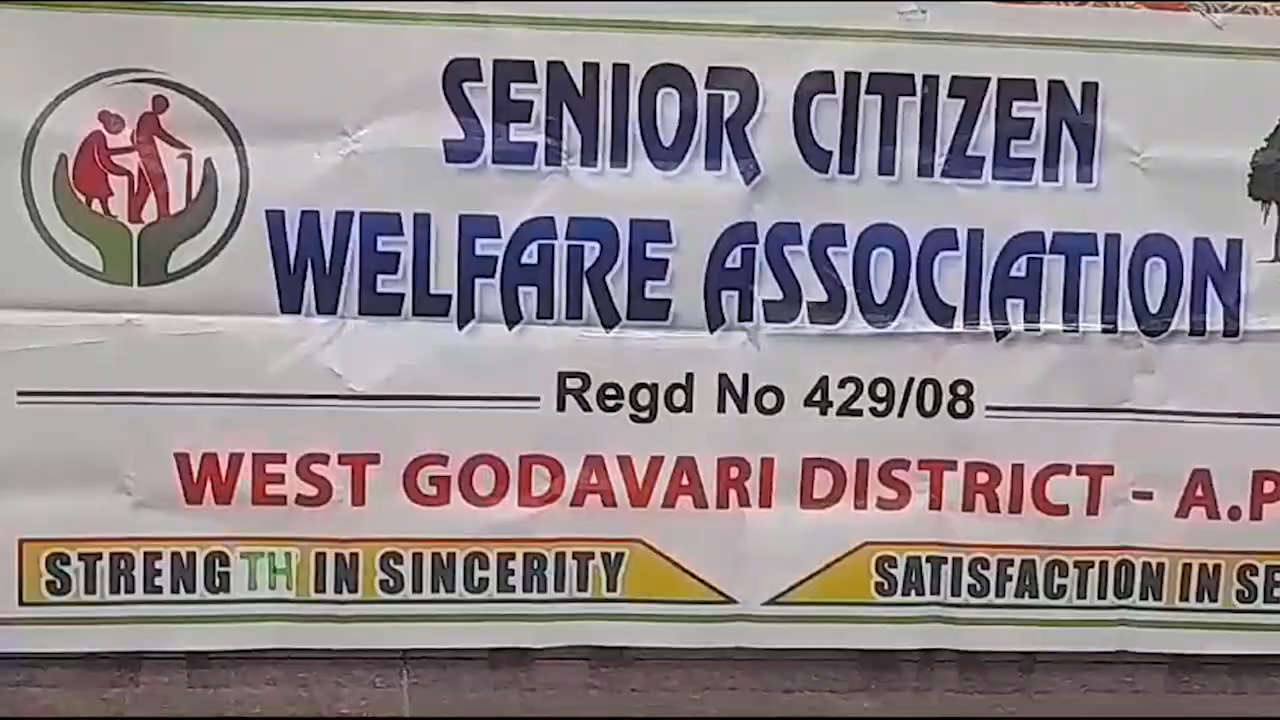 SENIOR CITIZEN
WELFARE ASSOCIATION
Regd No 429/08
WEST GODAVARI DISTRICT - A.P
STRENGTH IN SINCERITY
SATISFACTION IN SE